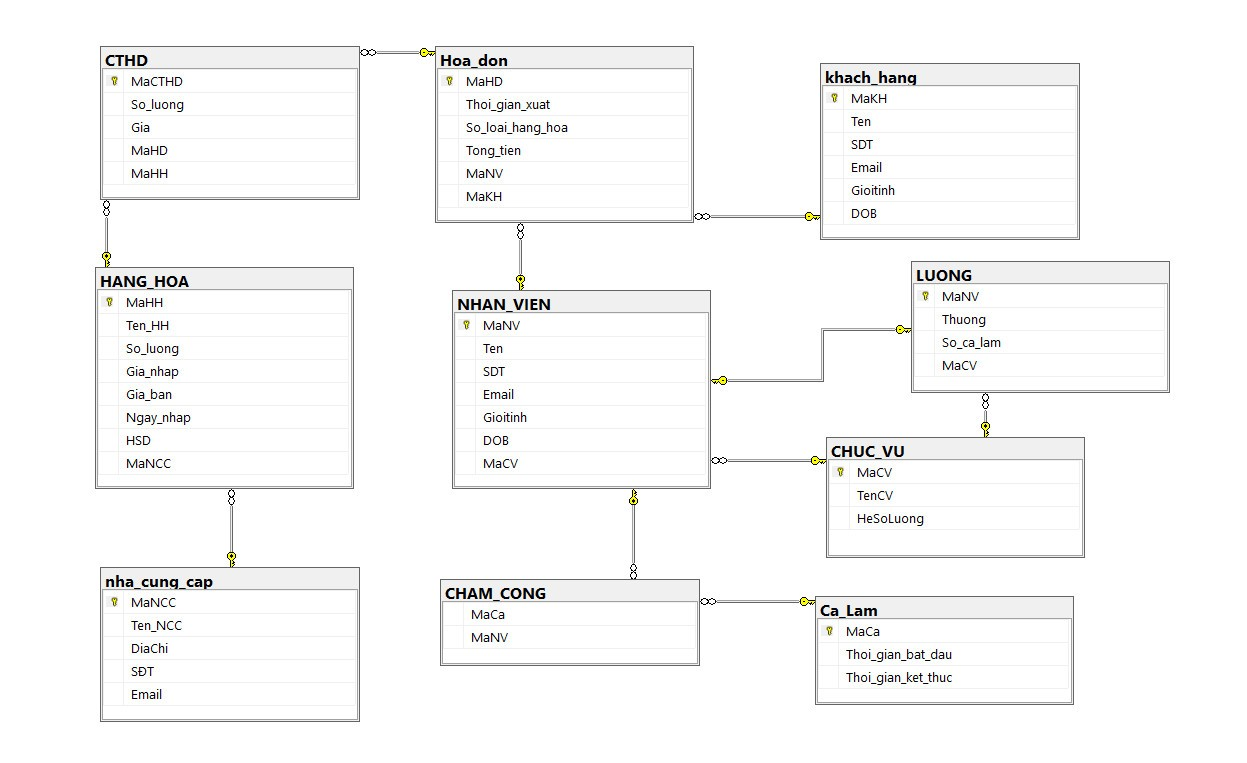 CTHD
MaCTHD
So_luong
Gia
MaHD
MaHH
Hoa_don
MaHD
Thoi_gian_xuat
So_loai_hang_hoa
Tong_tien
MaNV
MaKH
khach_hang
MaKH
Ten
SDT
Email
Gioitinh
DOB
HANG_HOA
MaHH
Ten_HH
So_luong
Gia_nhap
Gia_ban
Ngay_nhap
HSD
MaNCC
NHAN_VIEN
MaNV
Ten
SDT
Email
Gioitinh
DOB
MaCV
LUONG
MaNV
Thuong
So_ca_lam
MaCV
CHUC_VU
MaCV
TenCV
HeSoLuong
nha_cung_cap
MaNCC
Ten_NCC
DiaChi
SĐT
Email
CHAM_CONG
MaCa
MaNV
Ca_Lam
MaCa
Thoi_gian_bat_dau
Thoi_gian_ket_thuc